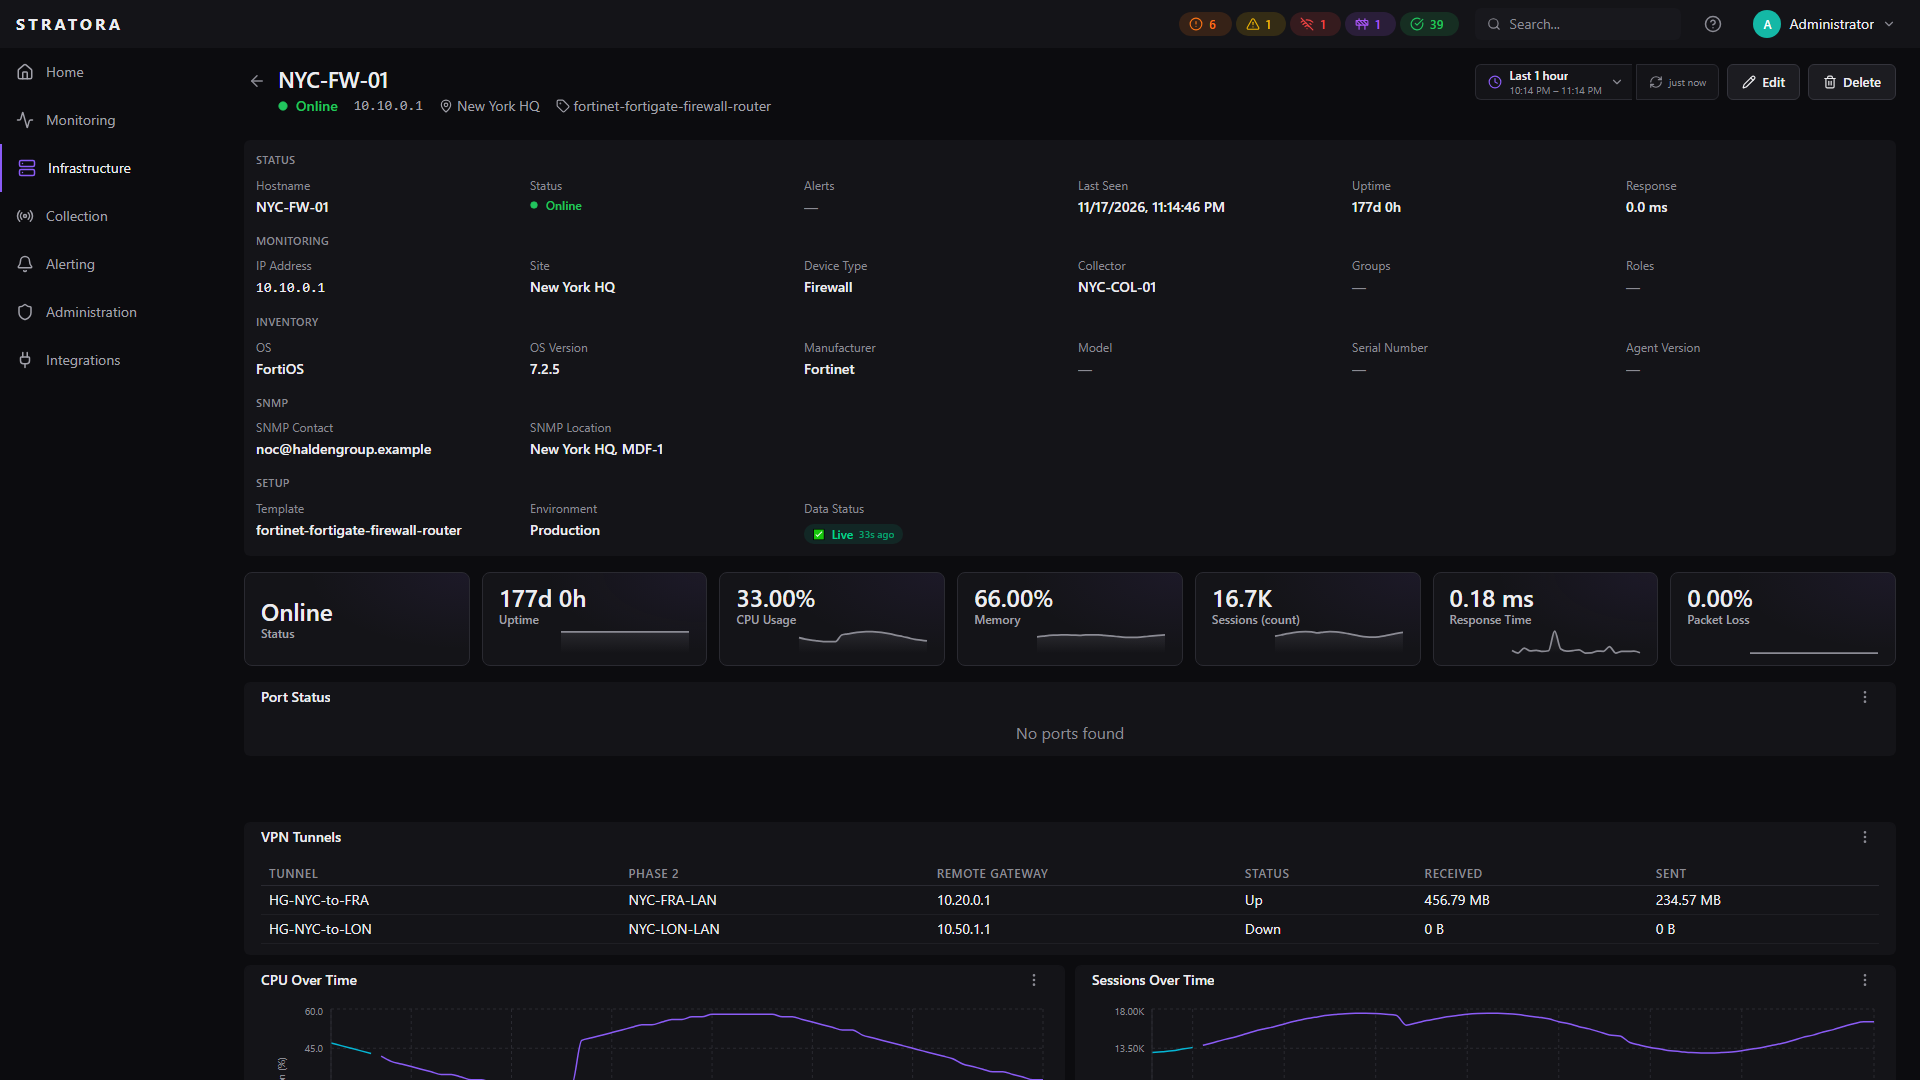 STRATORA
6
1
1
1
39
Search...
A
Administrator
Home
Monitoring
Infrastructure
Collection
Alerting
Administration
Integrations
NYC-FW-01
Online
10.10.0.1
New York HQ
fortinet-fortigate-firewall-router
Last 1 hour
10:14 PM – 11:14 PM
just now
Edit
Delete
STATUS
Hostname
NYC-FW-01
Status
Online
Alerts
—
Last Seen
11/17/2026, 11:14:46 PM
Uptime
177d 0h
Response
0.0 ms
MONITORING
IP Address
10.10.0.1
Site
New York HQ
Device Type
Firewall
Collector
NYC-COL-01
Groups
—
Roles
—
INVENTORY
OS
FortiOS
OS Version
7.2.5
Manufacturer
Fortinet
Model
—
Serial Number
—
Agent Version
—
SNMP
SNMP Contact
noc@haldengroup.example
SNMP Location
New York HQ, MDF-1
SETUP
Template
fortinet-fortigate-firewall-router
Environment
Production
Data Status
Live 33s ago
Online
Status
177d 0h
Uptime
33.00%
CPU Usage
66.00%
Memory
16.7K
Sessions (count)
0.18 ms
Response Time
0.00%
Packet Loss
Port Status
No ports found
VPN Tunnels
TUNNEL PHASE 2 REMOTE GATEWAY STATUS RECEIVED SENT
HG-NYC-to-FRA NYC-FRA-LAN 10.20.0.1 Up 456.79 MB 234.57 MB
HG-NYC-to-LON NYC-LON-LAN 10.50.1.1 Down 0 B 0 B
CPU Over Time
60.0
45.0
(%)
Sessions Over Time
18.00K
13.50K